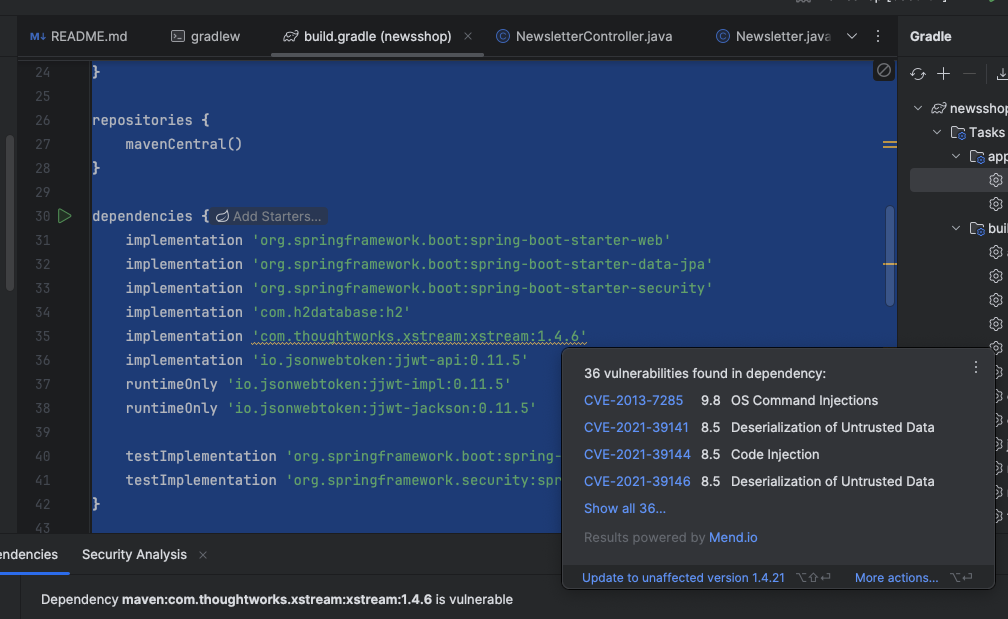 README.md
gradlew
build.gradle (newsshop)
NewsletterController.java
Newsletter.java
Gradle
24 }
25
26 repositories {
27 mavenCentral()
28 }
29
30 dependencies { Add Starters...
31 implementation 'org.springframework.boot:spring-boot-starter-web'
32 implementation 'org.springframework.boot:spring-boot-starter-data-jpa'
33 implementation 'org.springframework.boot:spring-boot-starter-security'
34 implementation 'com.h2database:h2'
35 implementation 'com.thoughtworks.xstream:xstream:1.4.6'
36 implementation 'io.jsonwebtoken:jjwt-api:0.11.5'
37 runtimeOnly 'io.jsonwebtoken:jjwt-impl:0.11.5'
38 runtimeOnly 'io.jsonwebtoken:jjwt-jackson:0.11.5'
39
40 testImplementation 'org.springframework.boot:spring-
41 testImplementation 'org.springframework.security:spr
42 }
43
newsshop
Tasks
app
buil
36 vulnerabilities found in dependency:
CVE-2013-7285 9.8 OS Command Injections
CVE-2021-39141 8.5 Deserialization of Untrusted Data
CVE-2021-39144 8.5 Code Injection
CVE-2021-39146 8.5 Deserialization of Untrusted Data
Show all 36...
Results powered by Mend.io
Update to unaffected version 1.4.21 ⌥⇧⏎ More actions... ⌥⏎
endencies
Security Analysis
Dependency maven:com.thoughtworks.xstream:xstream:1.4.6 is vulnerable